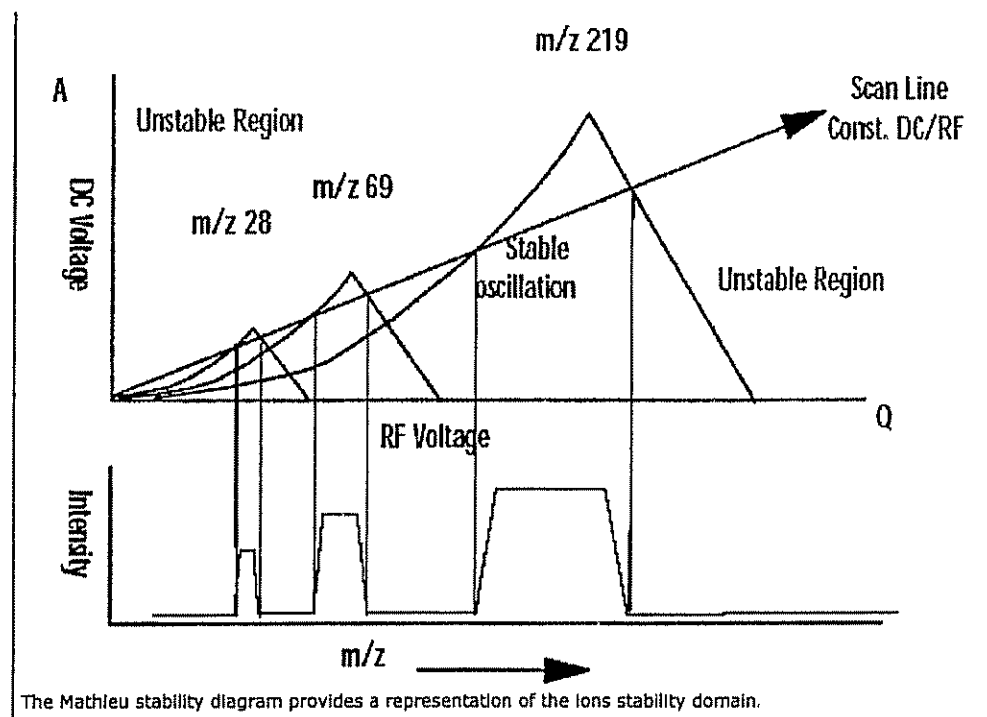 m/z 219
A
Scan Line
Const. DC/RF
Unstable Region
m/z 69
m/z 28
DC Voltage
Stable
oscillation
Unstable Region
Q
RF Voltage
Intensity
m/z
The Mathieu stability diagram provides a representation of the ions stability domain.